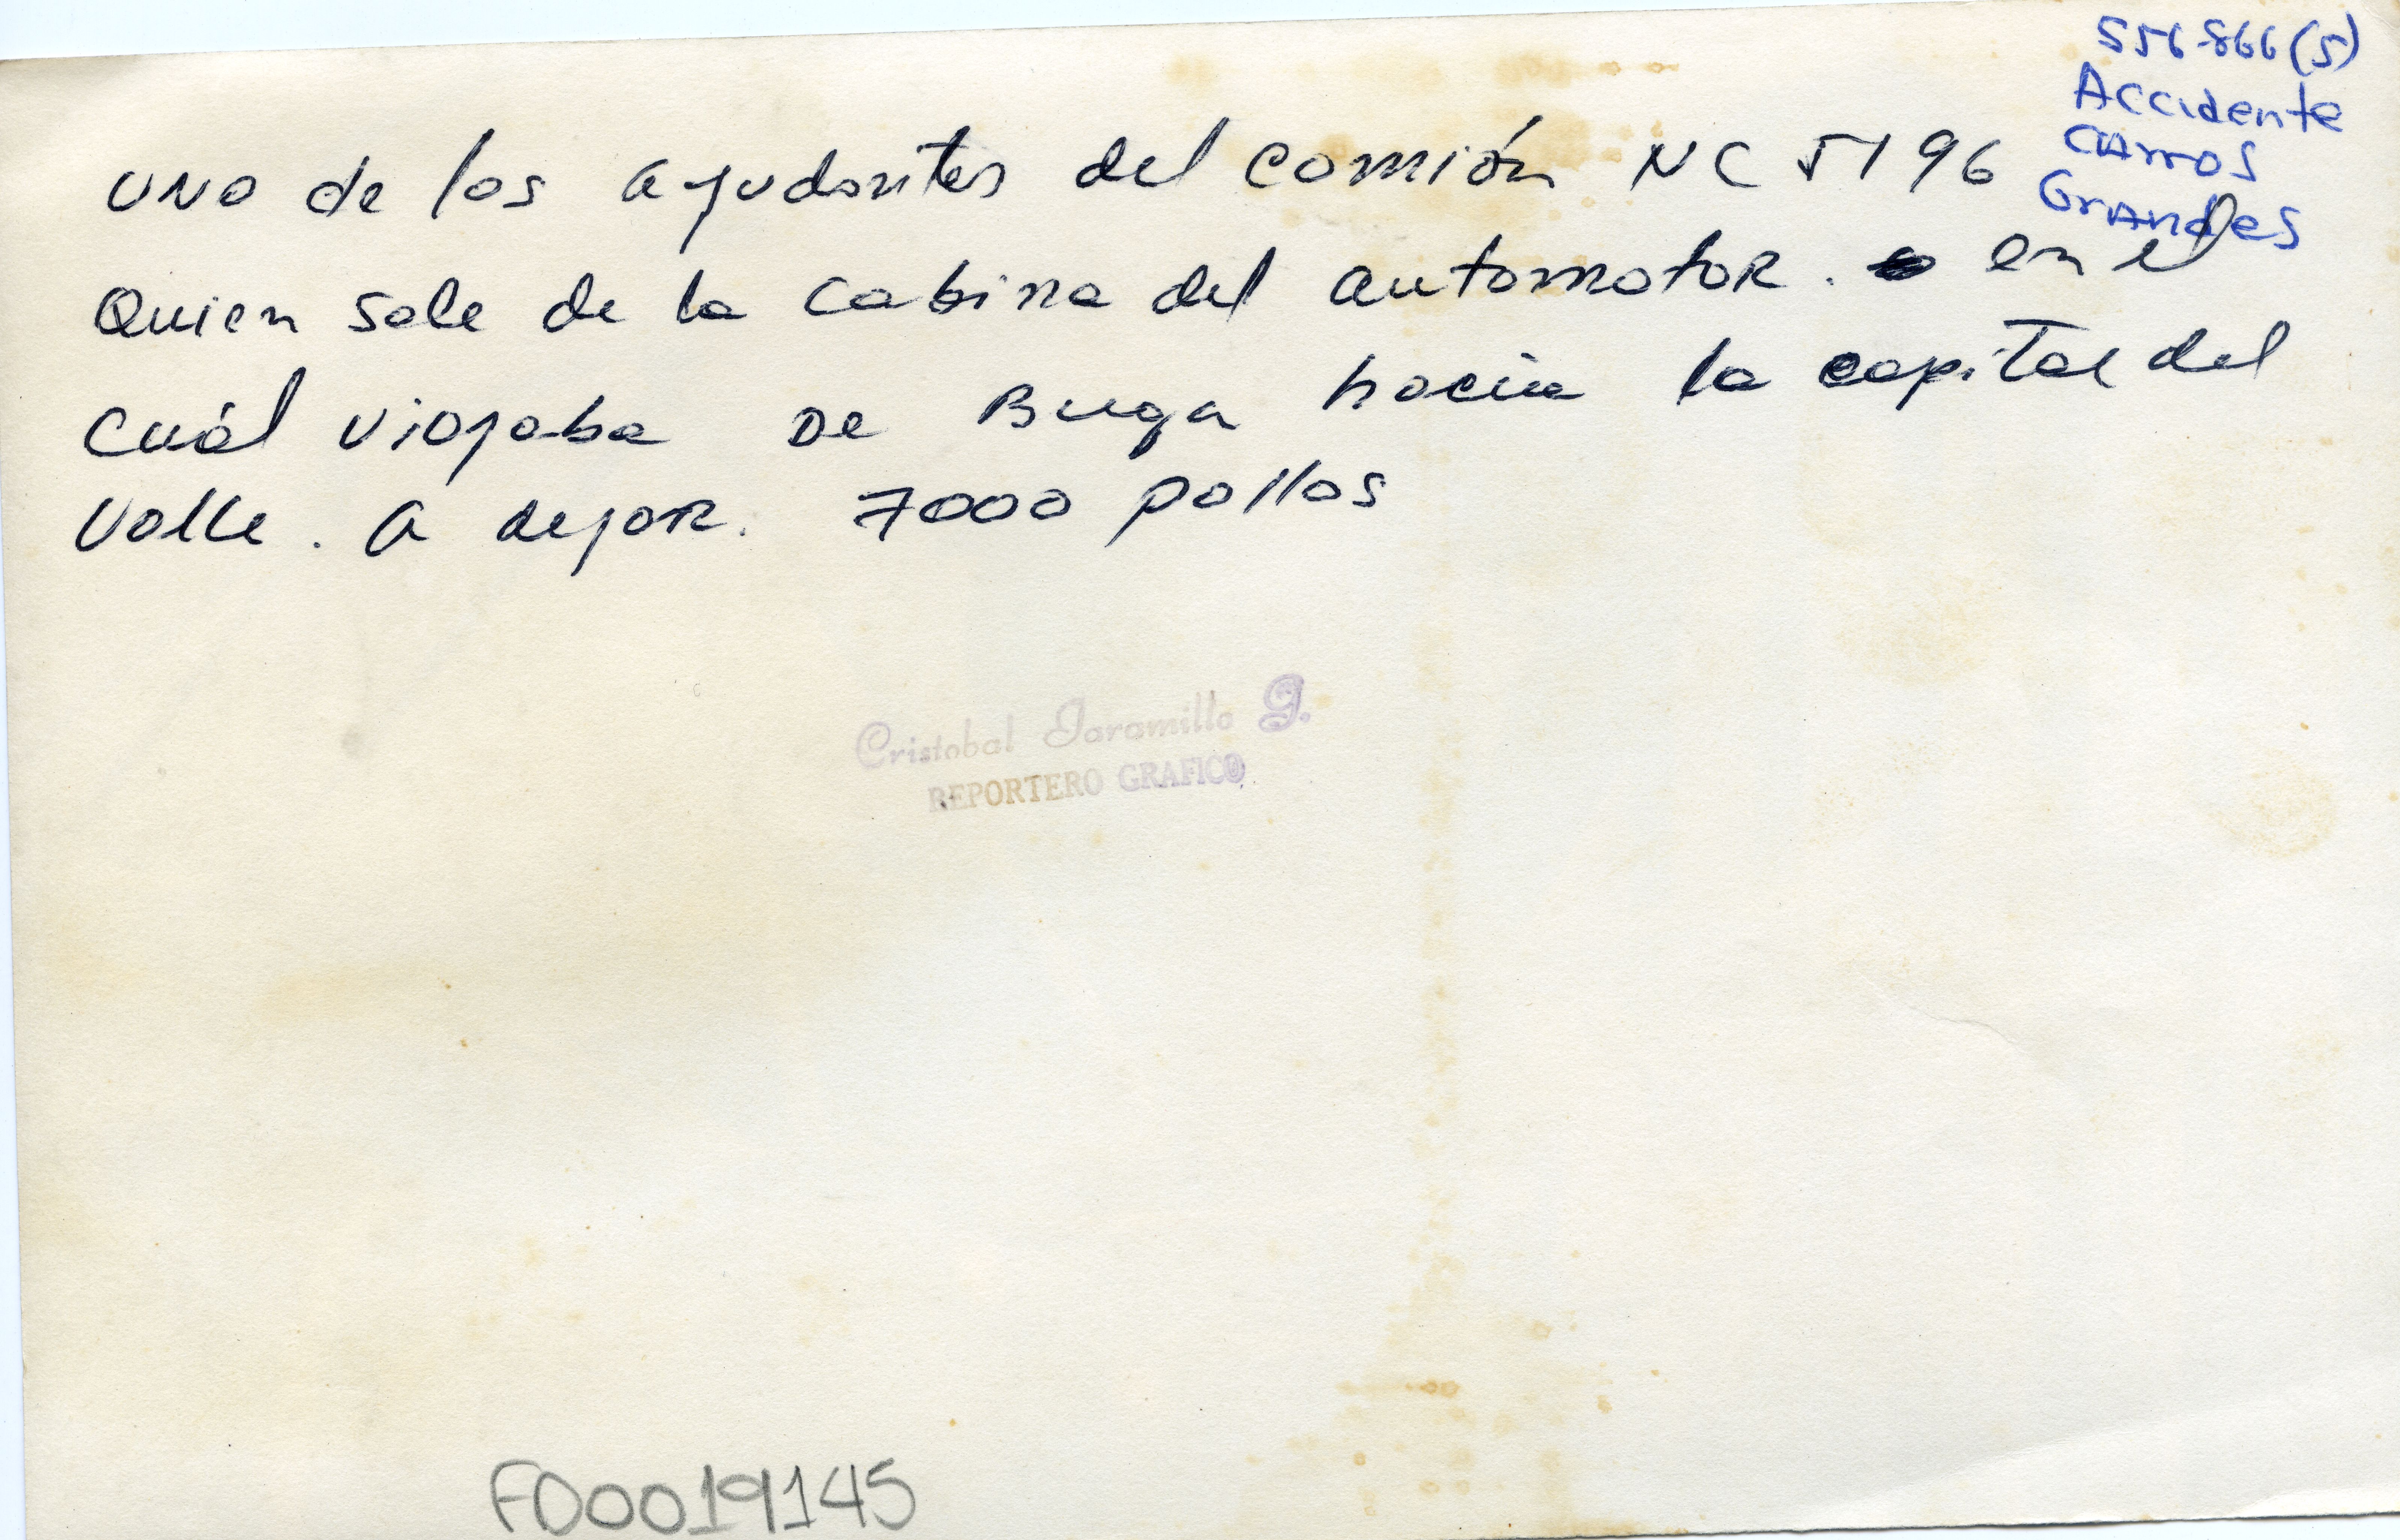 556-866(5)
Accidente
CArros
GrAndes
UNO de los ayudantes del camión NC 5196
Quien sale de la cabina del automotor. en el
cuál viajaba De Buga hacia la capital del
Valle. a dejar. 7000 pollos
Cristobal Jaramillo G.
REPORTERO GRAFICO
FD0019145